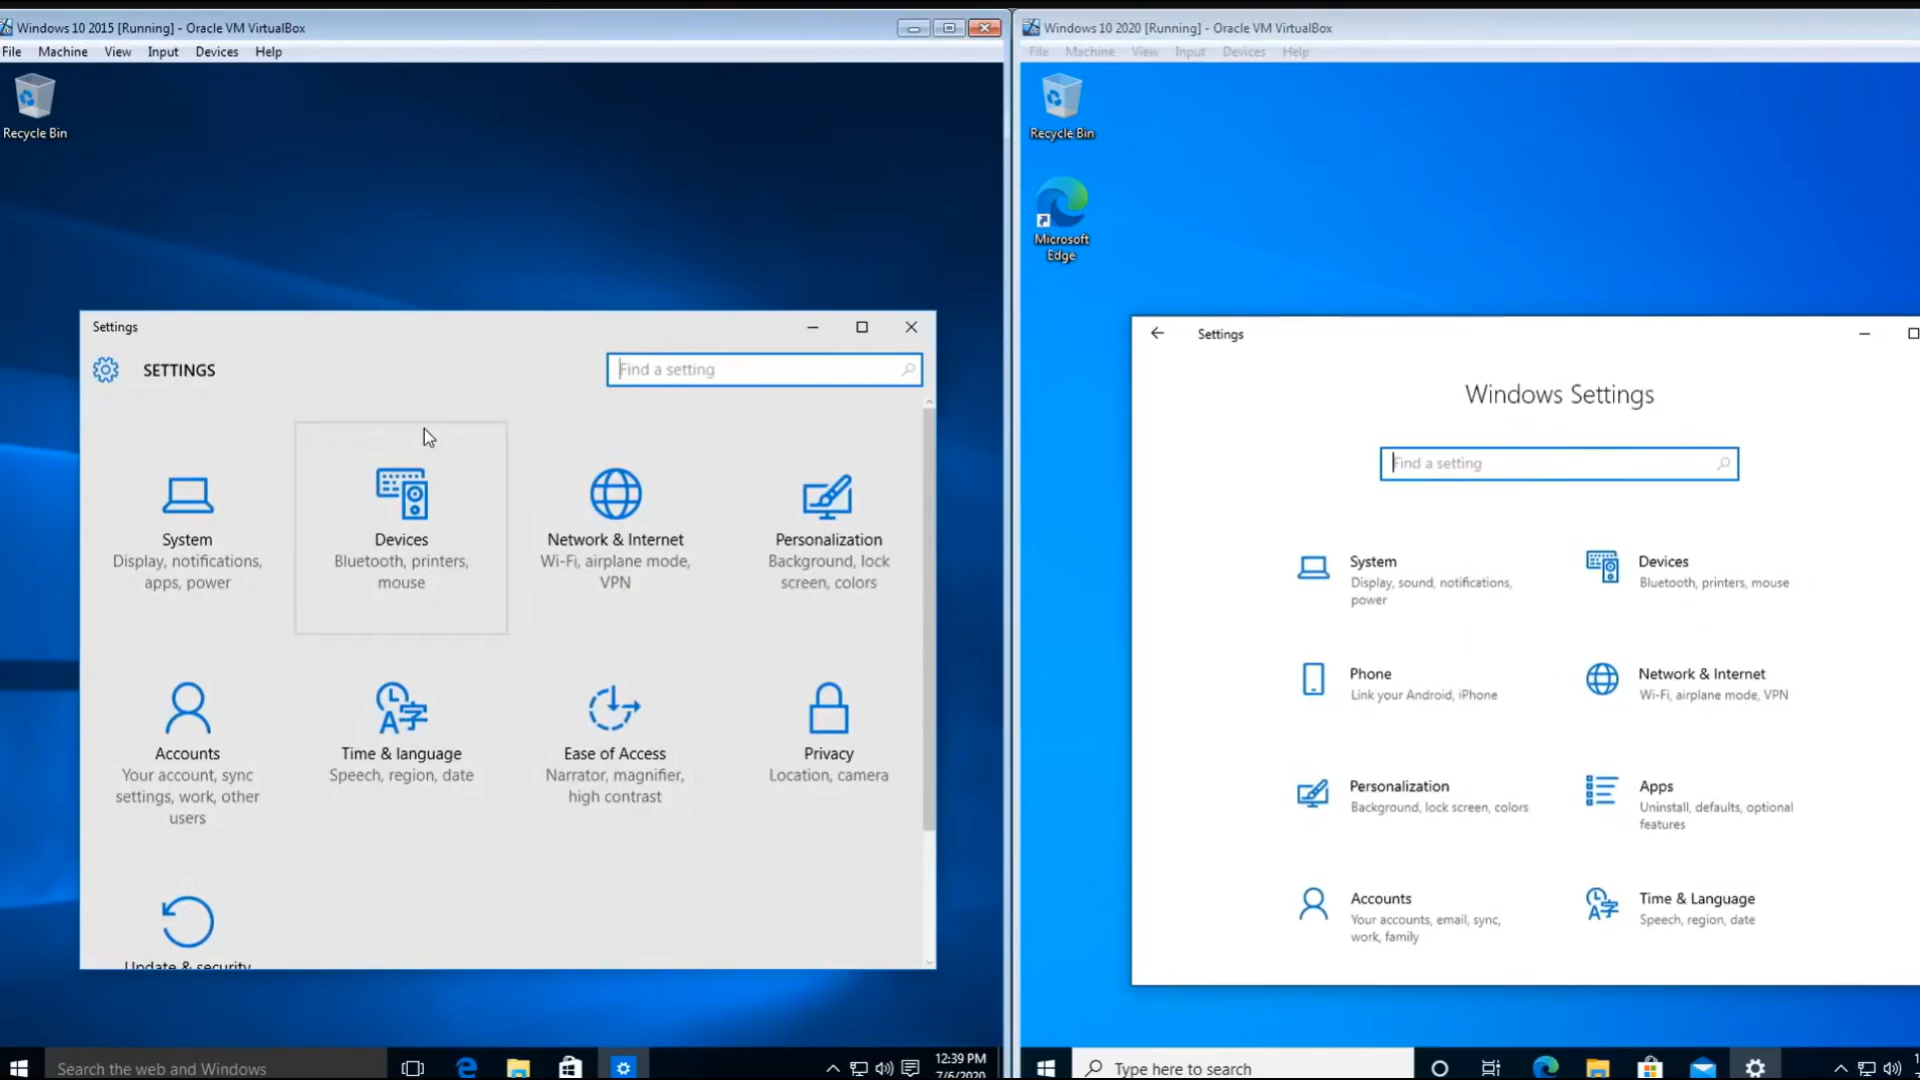 Windows 10 2015 [Running] - Oracle VM VirtualBox
File Machine View Input Devices Help
Recycle Bin
Settings
SETTINGS
Find a setting
System
Display, notifications,
apps, power
Devices
Bluetooth, printers,
mouse
Network & Internet
Wi-Fi, airplane mode,
VPN
Personalization
Background, lock
screen, colors
Accounts
Your account, sync
settings, work, other
users
Time & language
Speech, region, date
Ease of Access
Narrator, magnifier,
high contrast
Privacy
Location, camera
Update & security
Search the web and Windows
12:39 PM
7/6/2020
Windows 10 2020 [Running] - Oracle VM VirtualBox
File Machine View Input Devices Help
Recycle Bin
Microsoft
Edge
Settings
Windows Settings
Find a setting
System
Display, sound, notifications,
power
Devices
Bluetooth, printers, mouse
Phone
Link your Android, iPhone
Network & Internet
Wi-Fi, airplane mode, VPN
Personalization
Background, lock screen, colors
Apps
Uninstall, defaults, optional
features
Accounts
Your accounts, email, sync,
work, family
Time & Language
Speech, region, date
Type here to search